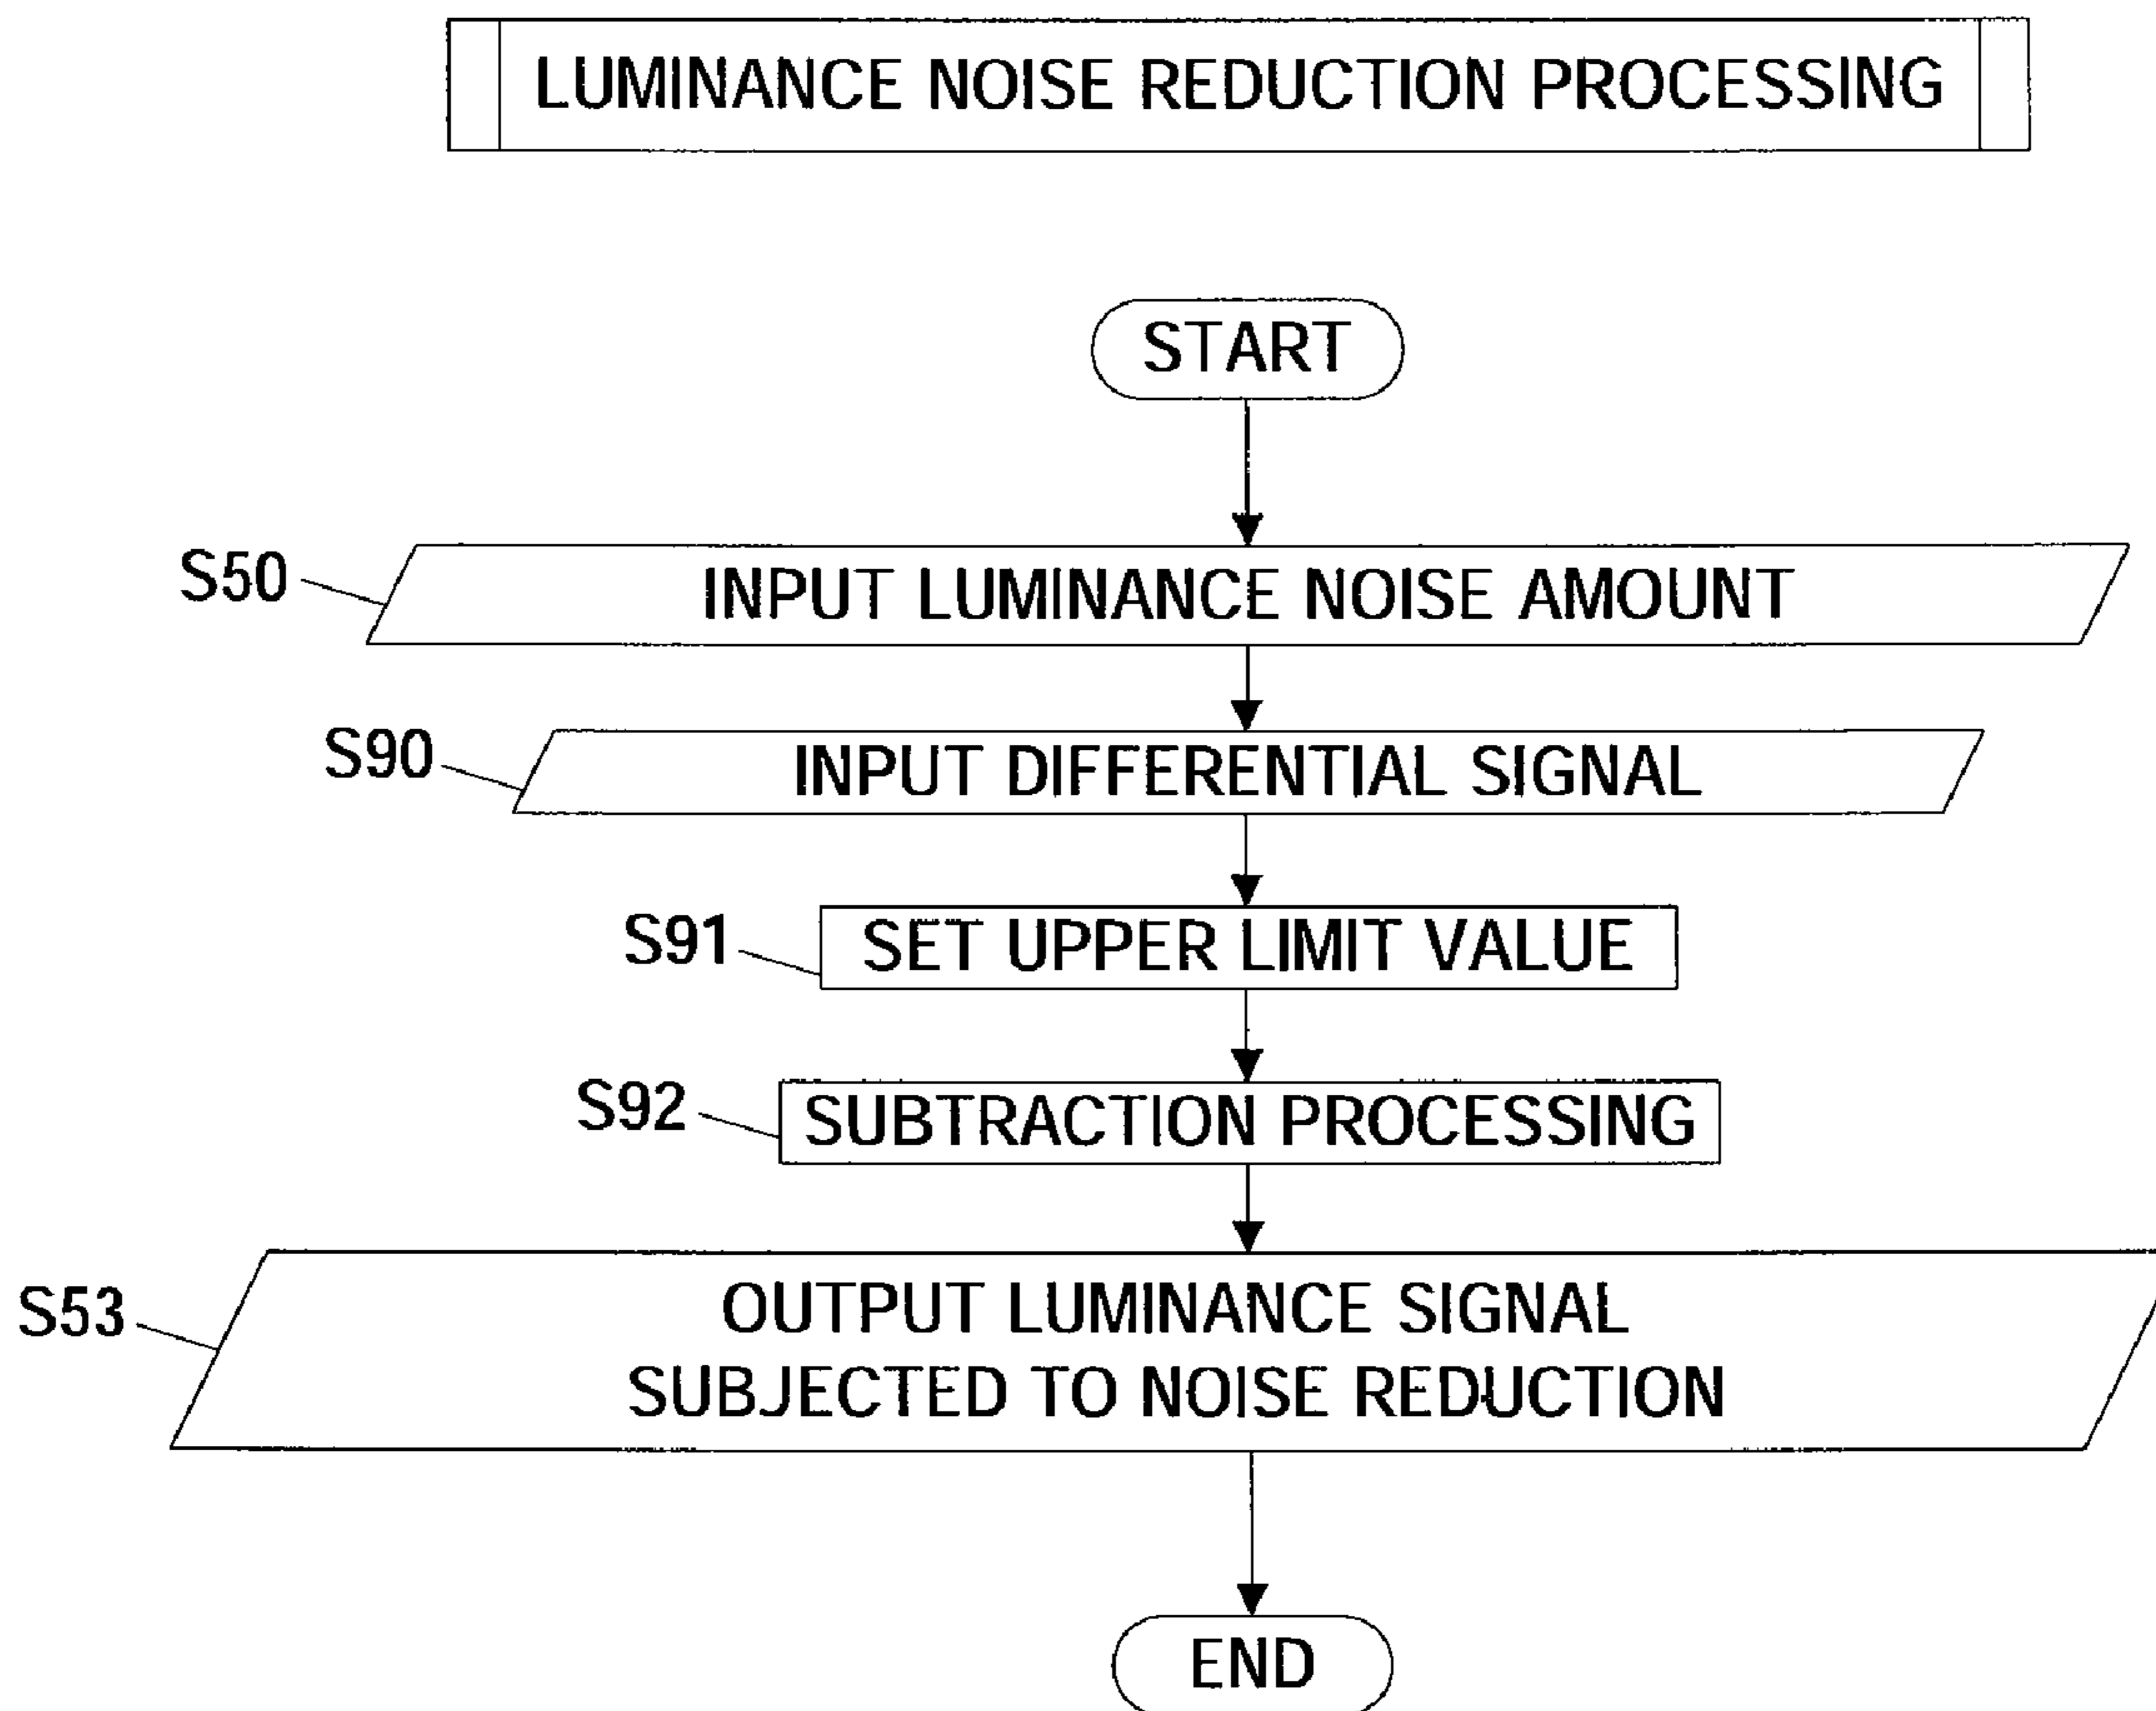 LUMINANCE NOISE REDUCTION PROCESSING
START
S50
INPUT LUMINANCE NOISE AMOUNT
S90
INPUT DIFFERENTIAL SIGNAL
S91
SET UPPER LIMIT VALUE
S92
SUBTRACTION PROCESSING
S53
OUTPUT LUMINANCE SIGNAL
SUBJECTED TO NOISE REDUCTION
END